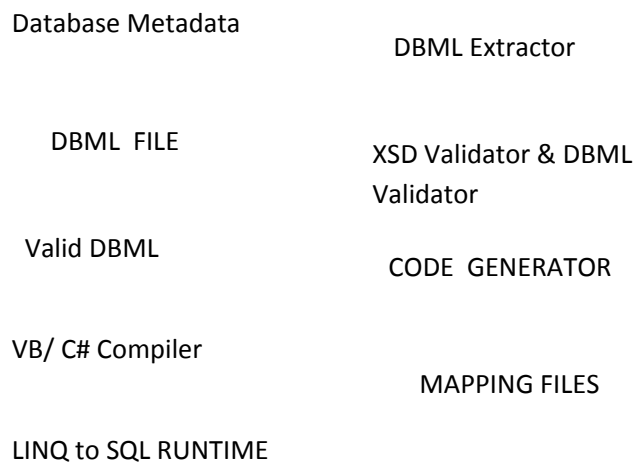 Database Metadata
DBML Extractor
DBML FILE
XSD Validator & DBML
Validator
Valid DBML
CODE GENERATOR
VB/ C# Compiler
MAPPING FILES
LINQ to SQL RUNTIME